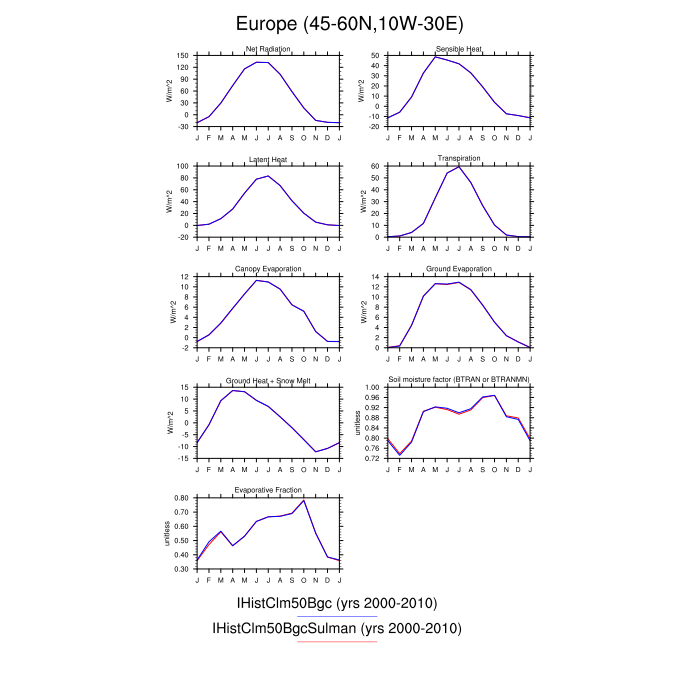 Europe (45-60N,10W-30E)
Net Radiation
W/m^2
150
120
90
60
30
0
-30
J F M A M J J A S O N D J
Sensible Heat
W/m^2
50
40
30
20
10
0
-10
-20
J F M A M J J A S O N D J
Latent Heat
W/m^2
100
80
60
40
20
0
-20
J F M A M J J A S O N D J
Transpiration
W/m^2
60
50
40
30
20
10
0
J F M A M J J A S O N D J
Canopy Evaporation
W/m^2
12
10
8
6
4
2
0
-2
J F M A M J J A S O N D J
Ground Evaporation
W/m^2
14
12
10
8
6
4
2
0
J F M A M J J A S O N D J
Ground Heat + Snow Melt
W/m^2
15
10
5
0
-5
-10
-15
J F M A M J J A S O N D J
Soil moisture factor (BTRAN or BTRANMN)
unitless
1.00
0.96
0.92
0.88
0.84
0.80
0.76
0.72
J F M A M J J A S O N D J
Evaporative Fraction
unitless
0.80
0.70
0.60
0.50
0.40
0.30
J F M A M J J A S O N D J
IHistClm50Bgc (yrs 2000-2010)
IHistClm50BgcSulman (yrs 2000-2010)